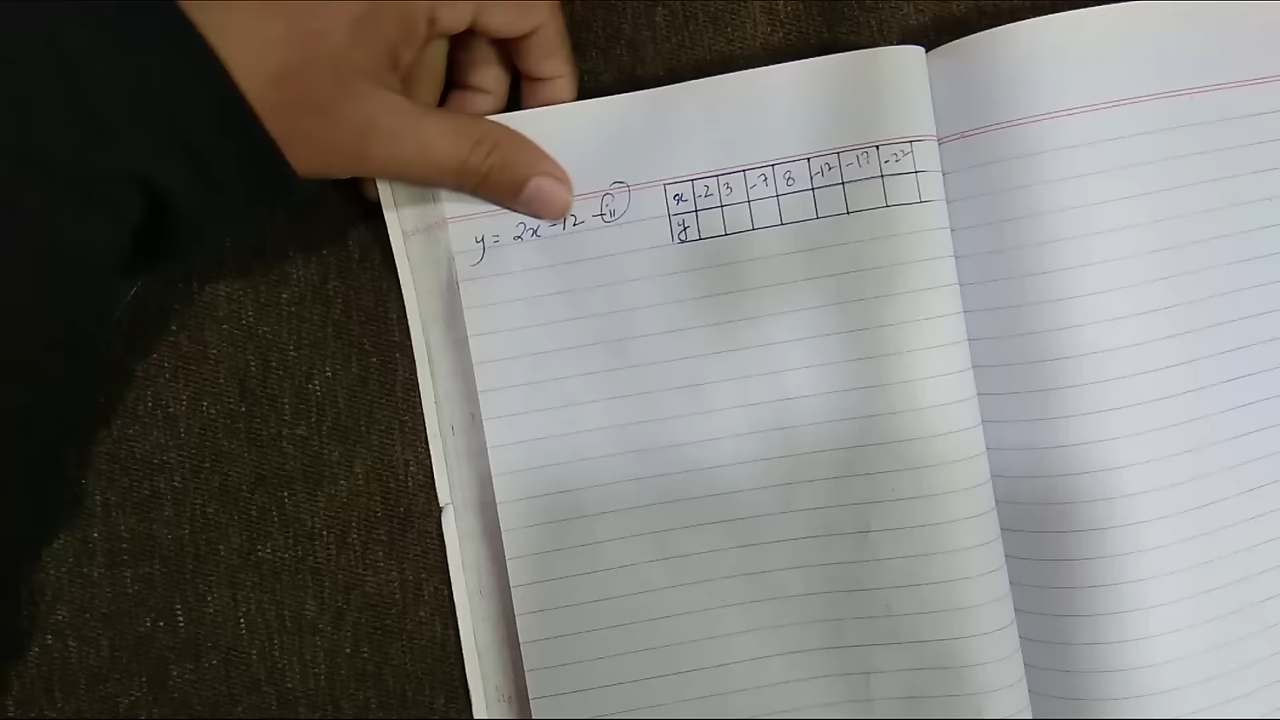 y = 2x - 12 - (ii)
x -2 3 -7 8 -12 -17 -22
y